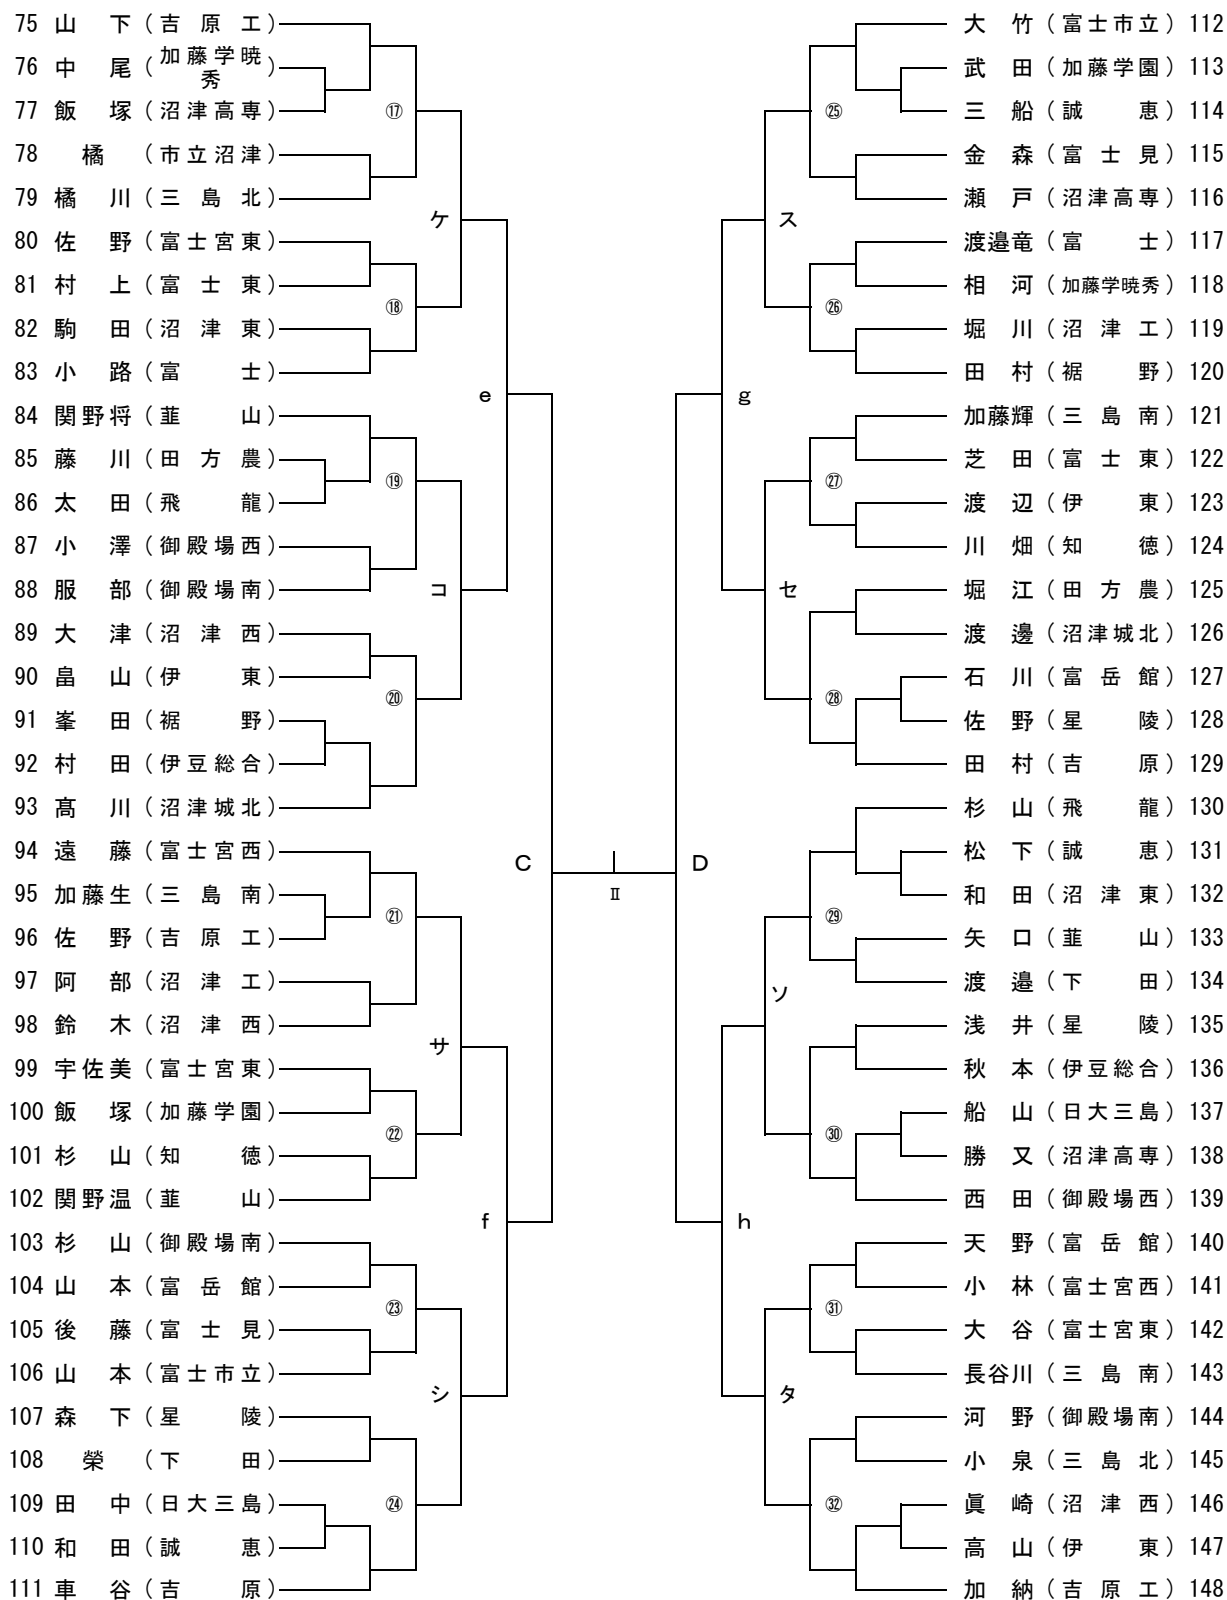 75 山下（吉原工）
76 中尾（加藤学暁秀）
77 飯塚（沼津高専）
⑰
78 橘（市立沼津）
79 橘川（三島北）
ケ
80 佐野（富士宮東）
81 村上（富士東）
⑱
82 駒田（沼津東）
83 小路（富士）
e
84 関野将（韮山）
85 藤川（田方農）
⑲
86 太田（飛龍）
87 小澤（御殿場西）
88 服部（御殿場南）
コ
89 大津（沼津西）
90 畠山（伊東）
⑳
91 峯田（裾野）
92 村田（伊豆総合）
93 髙川（沼津城北）
94 遠藤（富士宮西）
C
95 加藤生（三島南）
㉑
96 佐野（吉原工）
97 阿部（沼津工）
98 鈴木（沼津西）
サ
99 宇佐美（富士宮東）
100 飯塚（加藤学園）
㉒
101 杉山（知徳）
102 関野温（韮山）
f
103 杉山（御殿場南）
104 山本（富岳館）
㉓
105 後藤（富士見）
106 山本（富士市立）
シ
107 森下（星陵）
108 榮（下田）
109 田中（日大三島）
㉔
110 和田（誠恵）
111 車谷（吉原）
Ⅱ
大竹（富士市立）112
武田（加藤学園）113
㉕
三船（誠恵）114
金森（富士見）115
瀬戸（沼津高専）116
ス
渡邉竜（富士）117
相河（加藤学暁秀）118
㉖
堀川（沼津工）119
田村（裾野）120
g
加藤輝（三島南）121
芝田（富士東）122
㉗
渡辺（伊東）123
川畑（知徳）124
セ
堀江（田方農）125
渡邊（沼津城北）126
石川（富岳館）127
㉘
佐野（星陵）128
田村（吉原）129
杉山（飛龍）130
D
松下（誠恵）131
和田（沼津東）132
㉙
矢口（韮山）133
渡邉（下田）134
ソ
浅井（星陵）135
秋本（伊豆総合）136
船山（日大三島）137
㉚
勝又（沼津高専）138
西田（御殿場西）139
h
天野（富岳館）140
小林（富士宮西）141
㉛
大谷（富士宮東）142
長谷川（三島南）143
タ
河野（御殿場南）144
小泉（三島北）145
眞崎（沼津西）146
㉜
高山（伊東）147
加納（吉原工）148